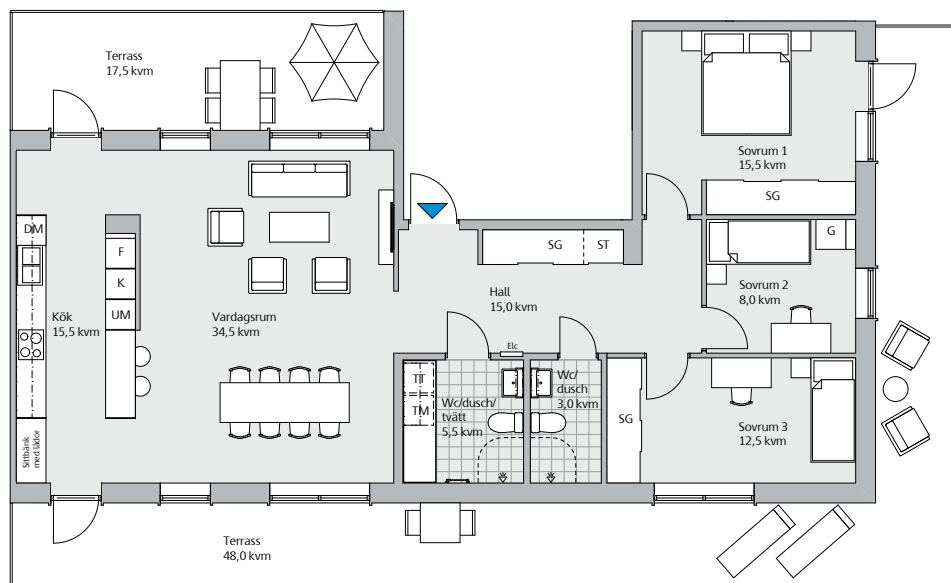 Terrass
17,5 kvm
Sovrum 1
15,5 kvm
SG
DM
F
K
UM
Kök
15,5 kvm
Vardagsrum
34,5 kvm
SG
ST
Hall
15,0 kvm
G
Sovrum 2
8,0 kvm
Elc
TT
TM
Wc/dusch/
tvätt
5,5 kvm
Wc/
dusch
3,0 kvm
SG
Sovrum 3
12,5 kvm
Sittbänk
med lådor
Terrass
48,0 kvm